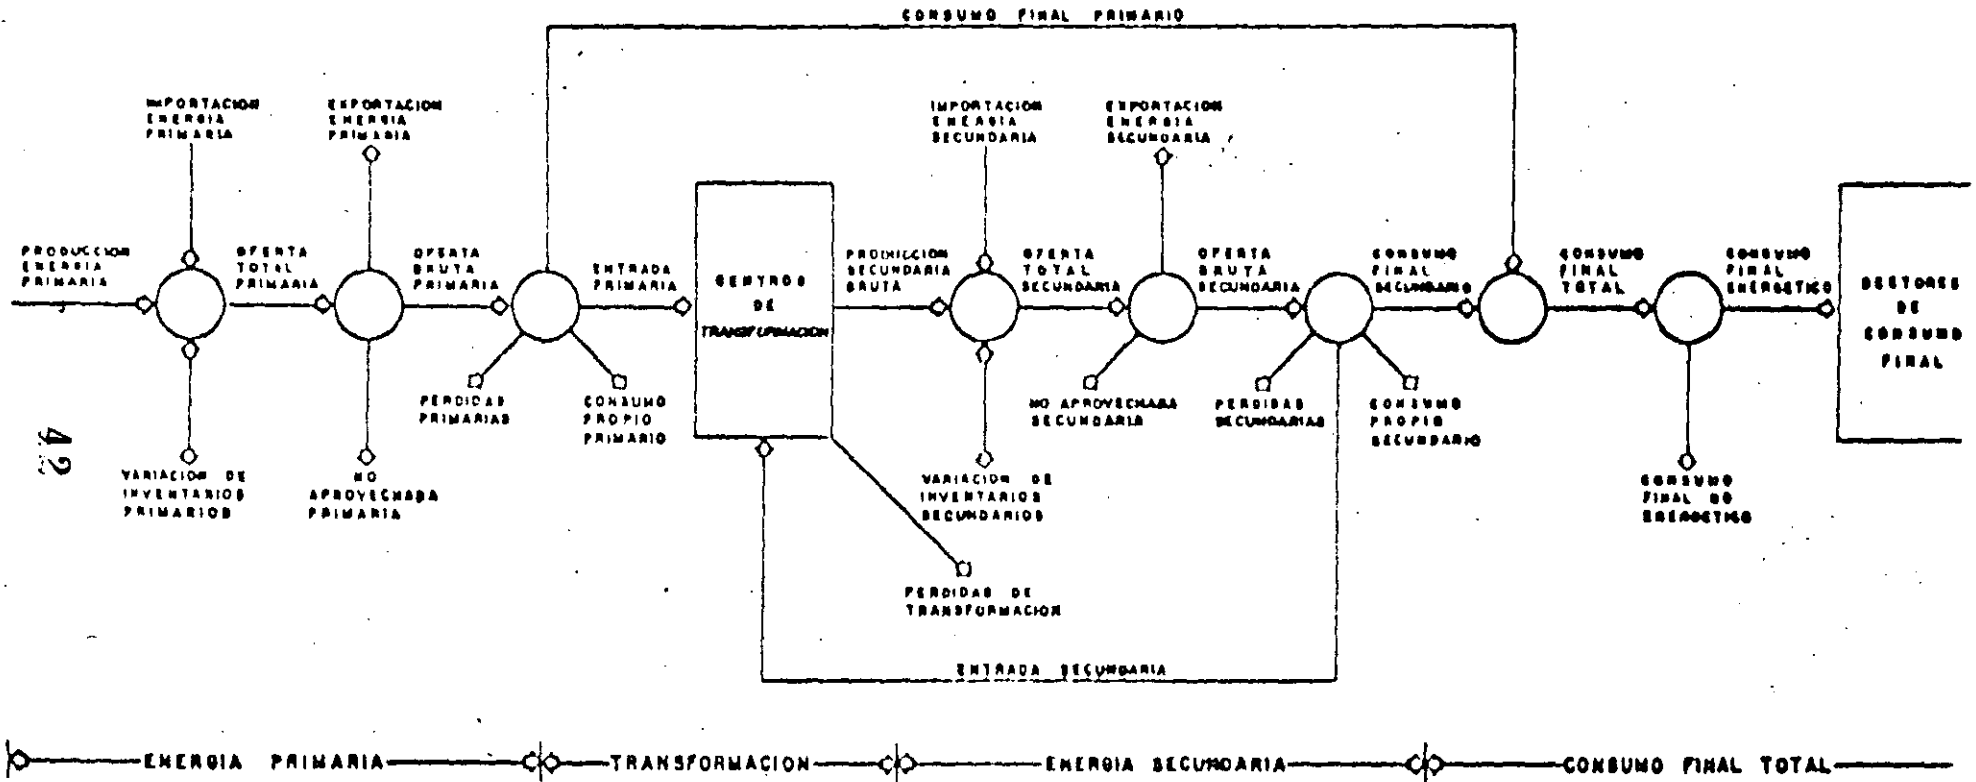 CONSUMO FINAL PRIMARIO
IMPORTACION
ENERGIA
PRIMARIA
EXPORTACION
ENERGIA
PRIMARIA
IMPORTACION
ENERGIA
SECUNDARIA
EXPORTACION
ENERGIA
SECUNDARIA
PRODUCCION
ENERGIA
PRIMARIA
OFERTA
TOTAL
PRIMARIA
OFERTA
BRUTA
PRIMARIA
ENTRADA
PRIMARIA
CENTROS
DE
TRANSFORMACION
PRODUCCION
SECUNDARIA
BRUTA
OFERTA
TOTAL
SECUNDARIA
OFERTA
BRUTA
SECUNDARIA
CONSUMO
FINAL
SECUNDARIO
CONSUMO
FINAL
TOTAL
CONSUMO
FINAL
ENERGETICO
SECTORES
DE
CONSUMO
FINAL
PERDIDAS
PRIMARIAS
CONSUMO
PROPIO
PRIMARIO
NO APROVECHADA
SECUNDARIA
PERDIDAS
SECUNDARIAS
CONSUMO
PROPIO
SECUNDARIO
42
VARIACION DE
INVENTARIOS
PRIMARIOS
NO
APROVECHADA
PRIMARIA
VARIACION DE
INVENTARIOS
SECUNDARIOS
CONSUMO
FINAL NO
ENERGETICO
PERDIDAS DE
TRANSFORMACION
ENTRADA SECUNDARIA
ENERGIA PRIMARIA
TRANSFORMACION
ENERGIA SECUNDARIA
CONSUMO FINAL TOTAL